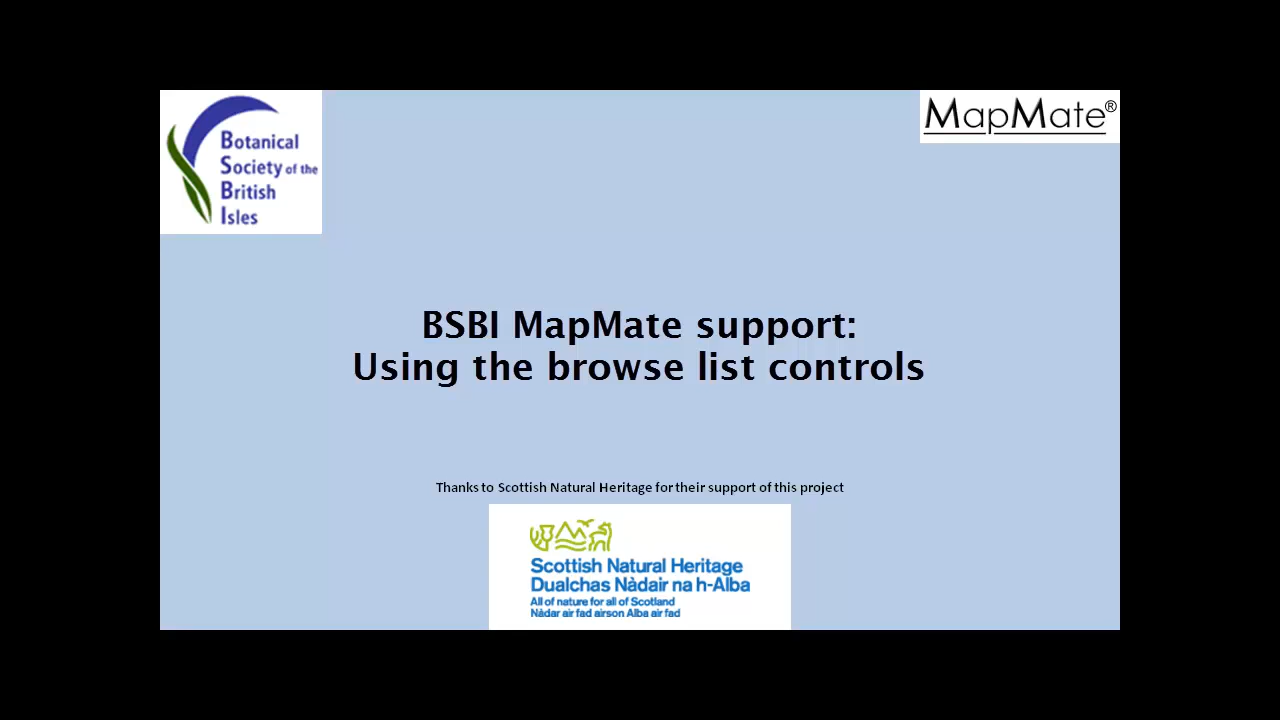 Botanical
Society of the
British
Isles
MapMate®
BSBI MapMate support:
Using the browse list controls
Thanks to Scottish Natural Heritage for their support of this project
Scottish Natural Heritage
Dualchas Nàdair na h-Alba
All of nature for all of Scotland
Nàdar air fad airson Alba air fad